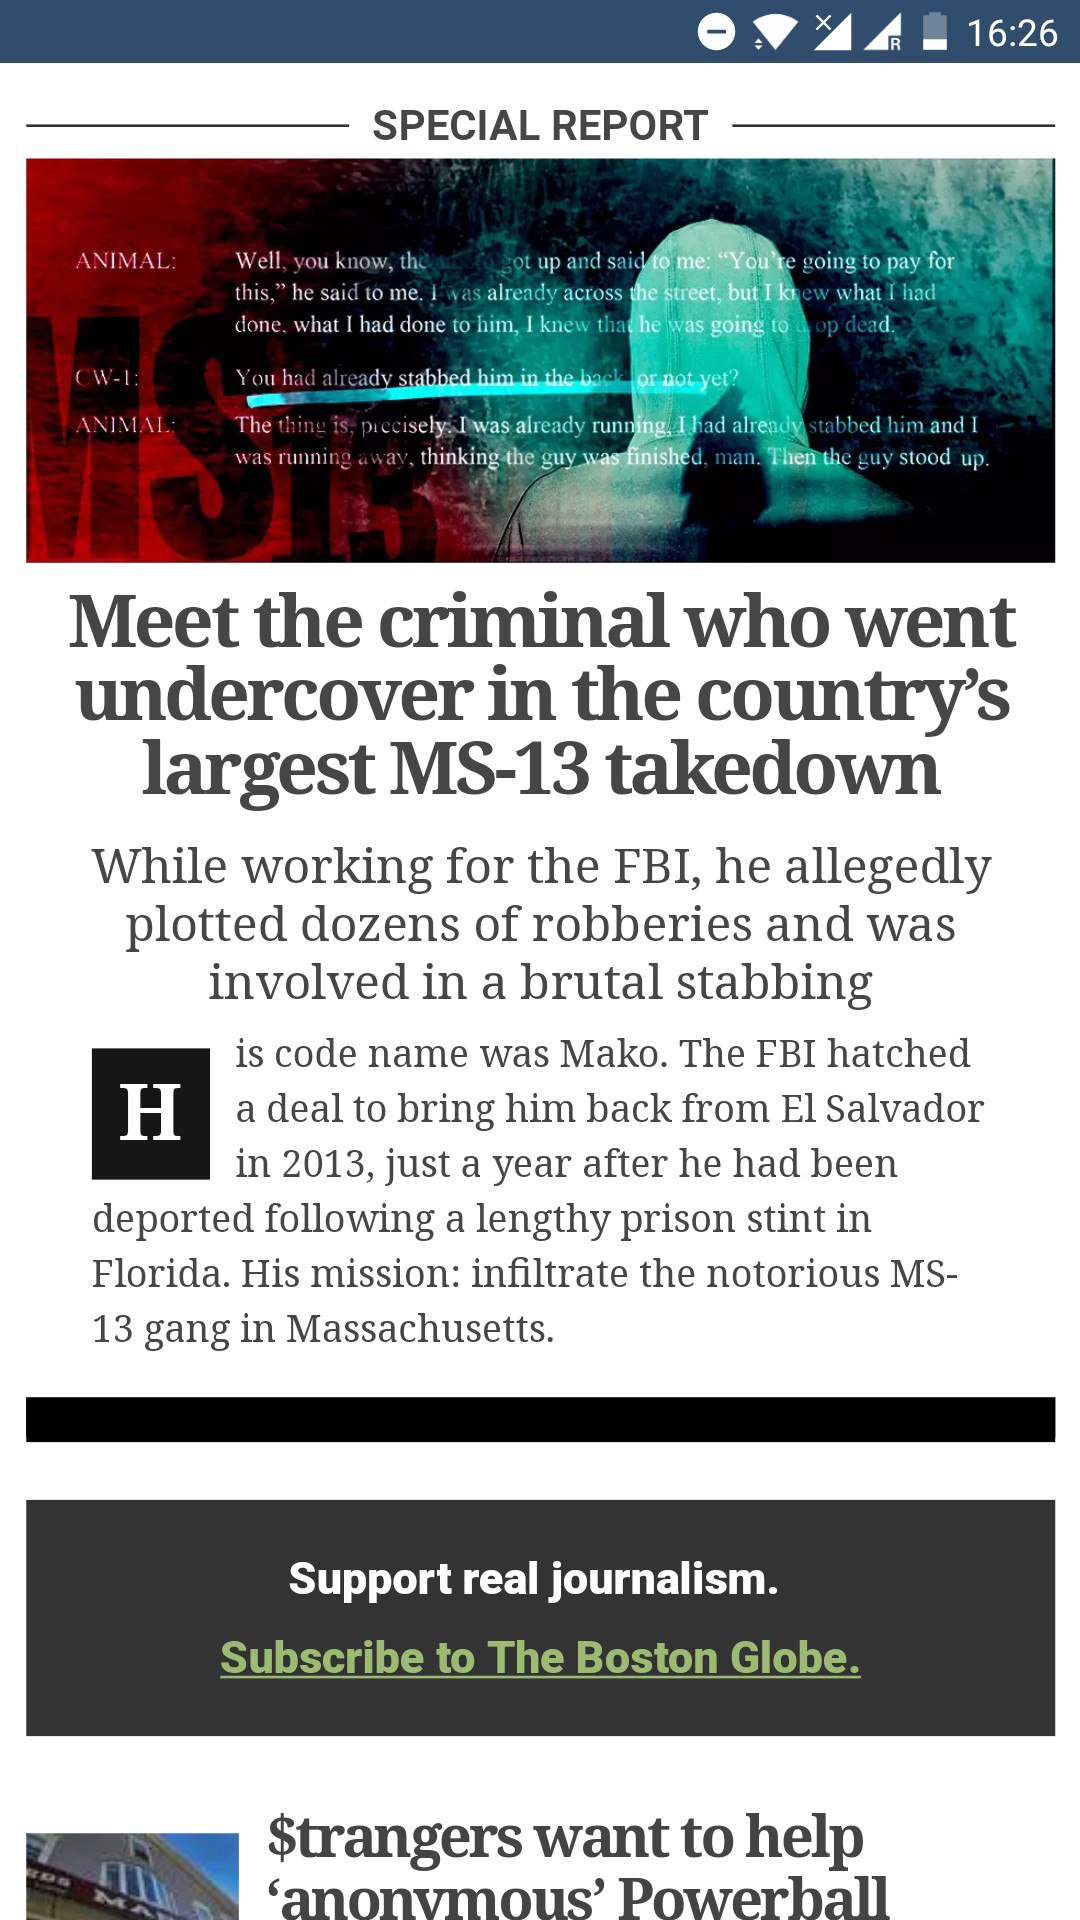 16:26
SPECIAL REPORT
ANIMAL: Well, you know, the got up and said to me: “You’re going to pay for
this,” he said to me. I was already across the street, but I knew what I had
done, what I had done to him, I knew that he was going to dead.
CW-1: You had already stabbed him in the back or not yet?
ANIMAL: The thing is, precisely. I was already running, I had already stabbed him and I
was running away, thinking the guy was finished, man. Then the guy stood up.
MS13
Meet the criminal who went
undercover in the country’s
largest MS-13 takedown
While working for the FBI, he allegedly
plotted dozens of robberies and was
involved in a brutal stabbing
His code name was Mako. The FBI hatched
a deal to bring him back from El Salvador
in 2013, just a year after he had been
deported following a lengthy prison stint in
Florida. His mission: infiltrate the notorious MS-
13 gang in Massachusetts.
Support real journalism.
Subscribe to The Boston Globe.
$trangers want to help
‘anonymous’ Powerball